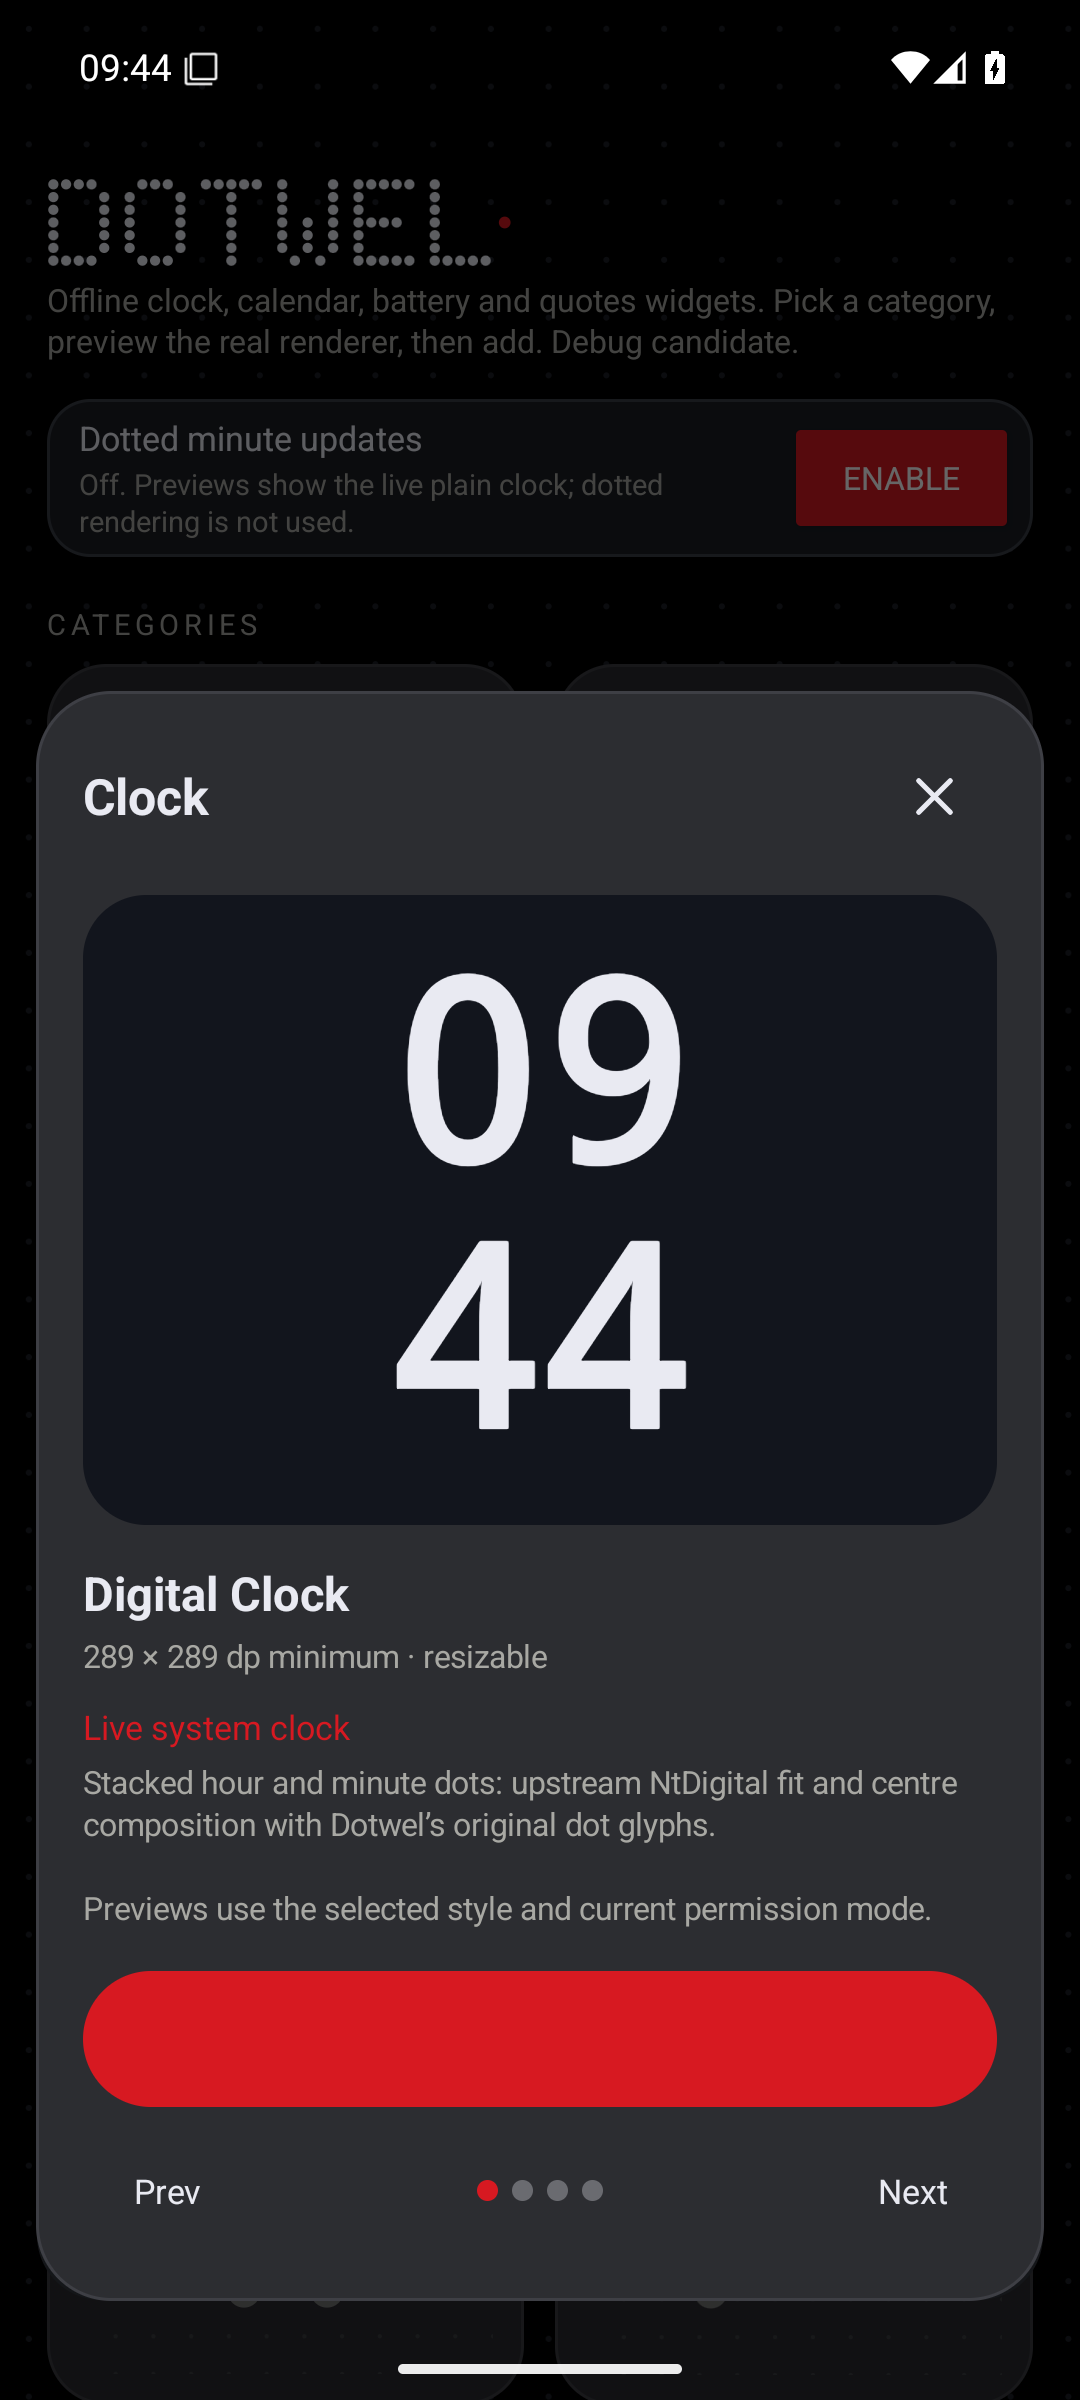 09:44
DOTWEL
Offline clock, calendar, battery and quotes widgets. Pick a category,
preview the real renderer, then add. Debug candidate.
Dotted minute updates
Off. Previews show the live plain clock; dotted
rendering is not used.
ENABLE
CATEGORIES
Clock
09
44
Digital Clock
289 × 289 dp minimum · resizable
Live system clock
Stacked hour and minute dots: upstream NtDigital fit and centre
composition with Dotwel’s original dot glyphs.
Previews use the selected style and current permission mode.
Prev
Next